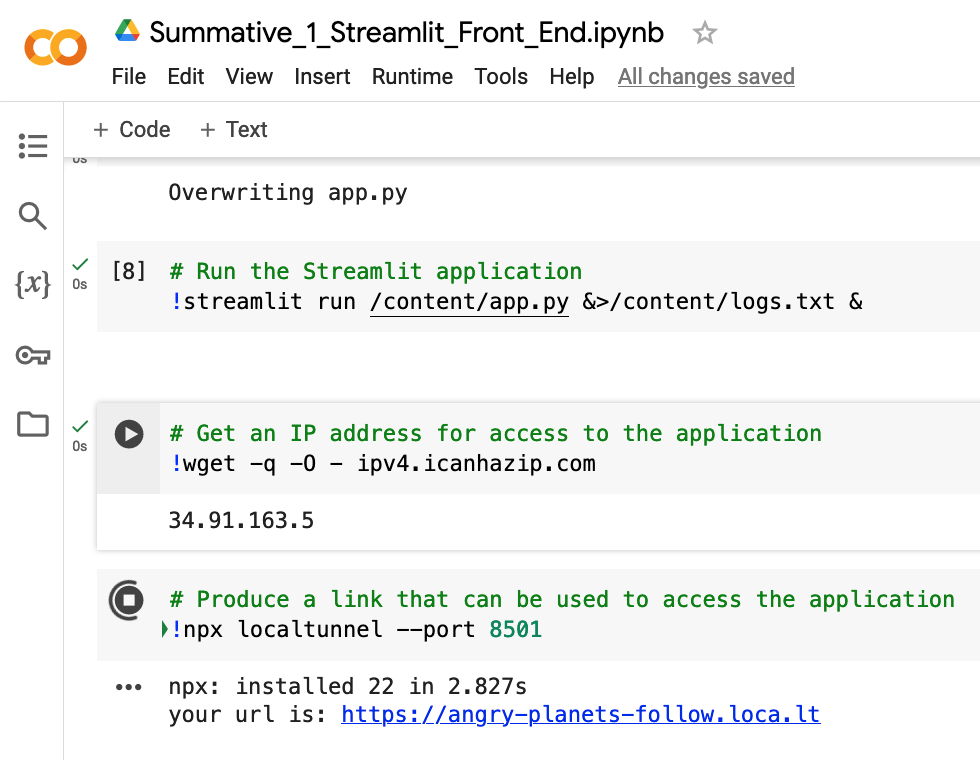 Summative_1_Streamlit_Front_End.ipynb
File Edit View Insert Runtime Tools Help All changes saved
+ Code + Text
0s
Overwriting app.py
[8] # Run the Streamlit application
0s !streamlit run /content/app.py &>/content/logs.txt &
{x}
# Get an IP address for access to the application
0s !wget -q -O - ipv4.icanhazip.com
34.91.163.5
# Produce a link that can be used to access the application
!npx localtunnel --port 8501
npx: installed 22 in 2.827s
your url is: https://angry-planets-follow.loca.lt